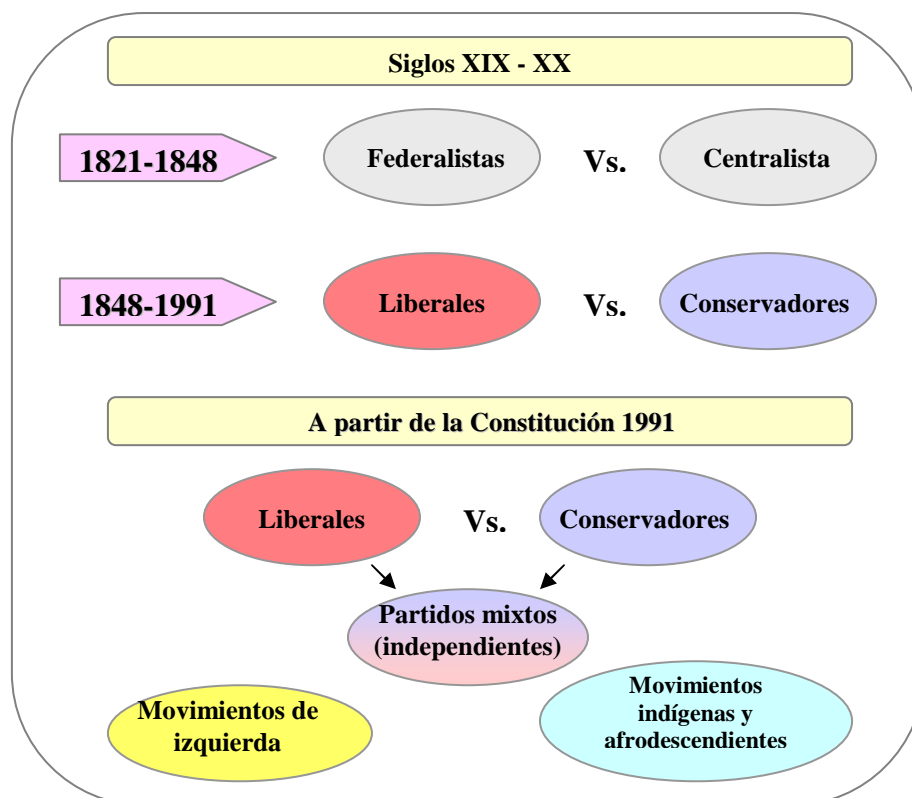 Siglos XIX - XX
1821-1848
Federalistas
Vs.
Centralista
1848-1991
Liberales
Vs.
Conservadores
A partir de la Constitución 1991
Liberales
Vs.
Conservadores
Partidos mixtos
(independientes)
Movimientos de
izquierda
Movimientos
indígenas y
afrodescendientes